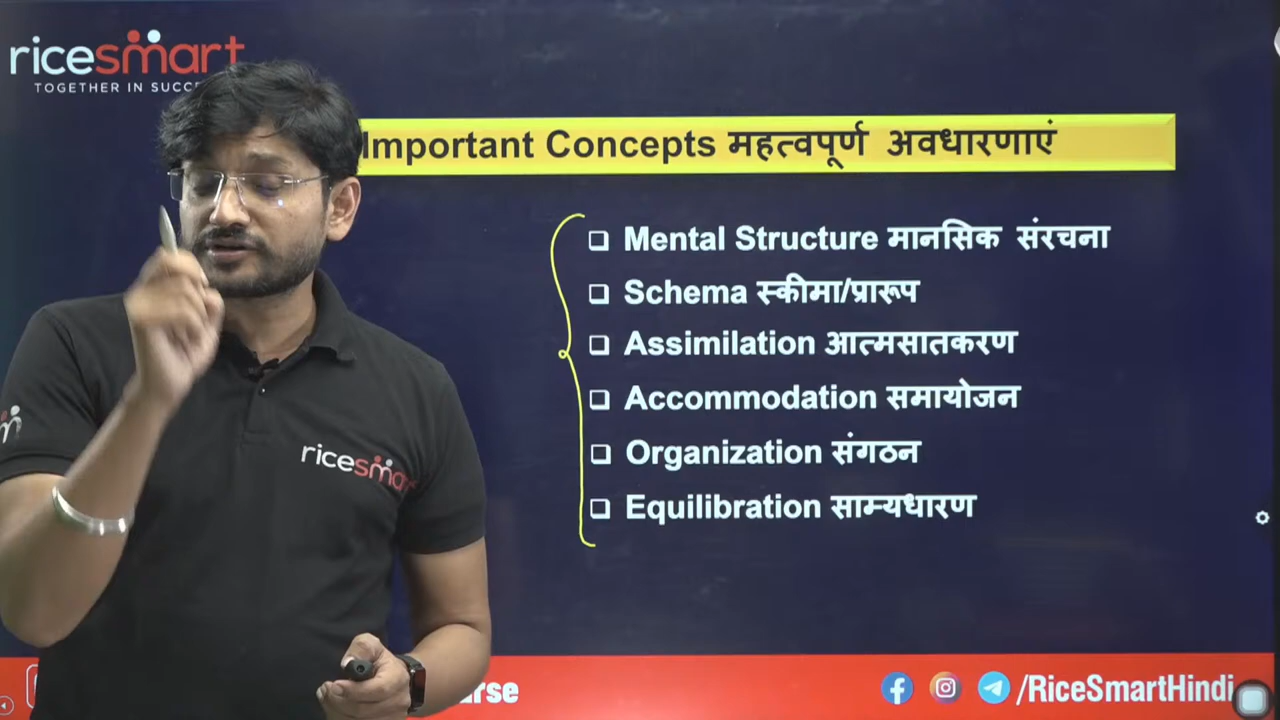 ricesmart
TOGETHER IN SUCC
Important Concepts महत्वपूर्ण अवधारणाएं
❑ Mental Structure मानसिक संरचना
❑ Schema स्कीमा/प्रारूप
❑ Assimilation आत्मसातकरण
❑ Accommodation समायोजन
❑ Organization संगठन
❑ Equilibration साम्यधारण
ricesmart
/RiceSmartHindi